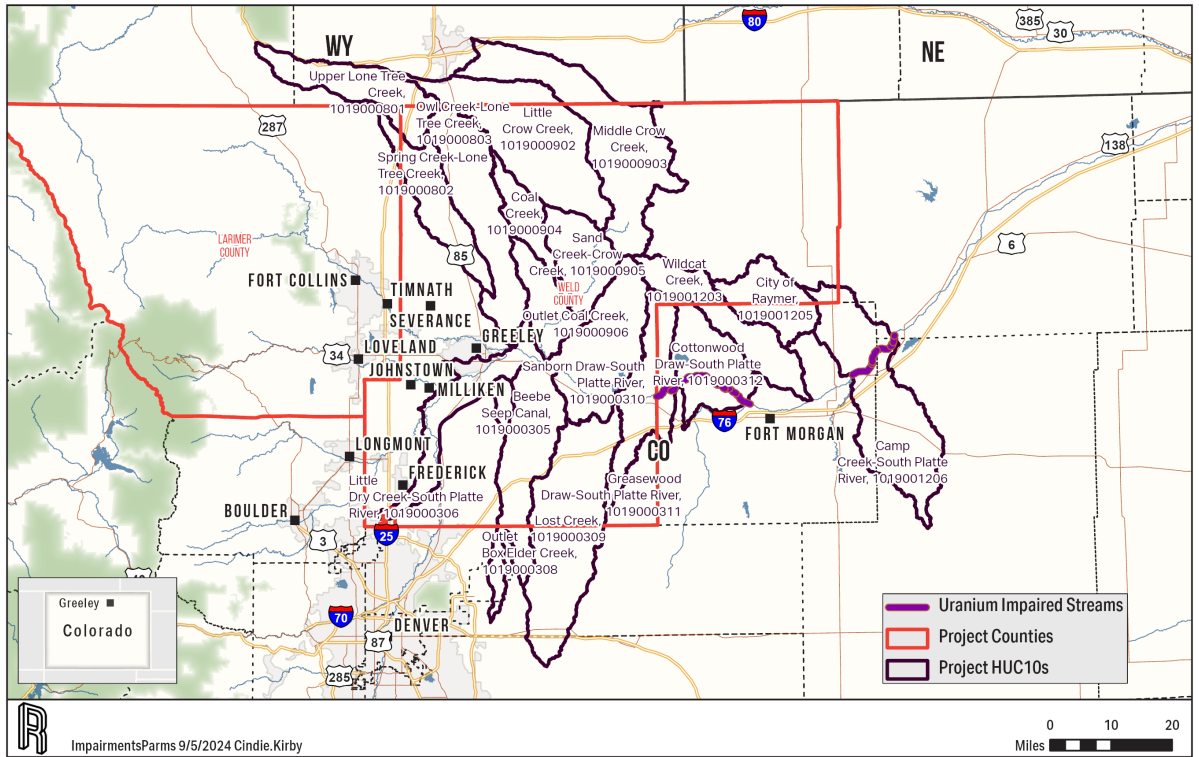 80
385
30
WY
NE
Upper Lone Tree
Creek,
1019000801
Owl Creek-Lone
Tree Creek,
1019000803
Little
Crow Creek,
1019000902
Middle Crow
Creek,
1019000903
287
138
Spring Creek-Lone
Tree Creek,
1019000802
Coal
Creek,
1019000904
LARIMER
COUNTY
85
Sand
Creek-Crow
Creek, 1019000905
6
Wildcat
Creek,
1019001203
City of
Raymer,
1019001205
FORT COLLINS
TIMNATH
WELD
COUNTY
SEVERANCE
Outlet Coal Creek,
1019000906
GREELEY
34
LOVELAND
Cottonwood
Draw-South Platte
River, 1019000312
JOHNSTOWN
MILLIKEN
Sanborn Draw-South
Platte River,
1019000310
Beebe
Seep Canal,
1019000305
76
FORT MORGAN
LONGMONT
CO
Camp
Creek-South Platte
River, 1019001206
FREDERICK
Little
Dry Creek-South Platte
River, 1019000306
Greasewood
Draw-South Platte River,
1019000311
BOULDER
3
25
Lost Creek,
1019000309
Outlet
Box Elder Creek,
1019000308
Greeley
Colorado
70
DENVER
87
285
Uranium Impaired Streams
Project Counties
Project HUC10s
R
ImpairmentsParms 9/5/2024 Cindie.Kirby
0 10 20
Miles